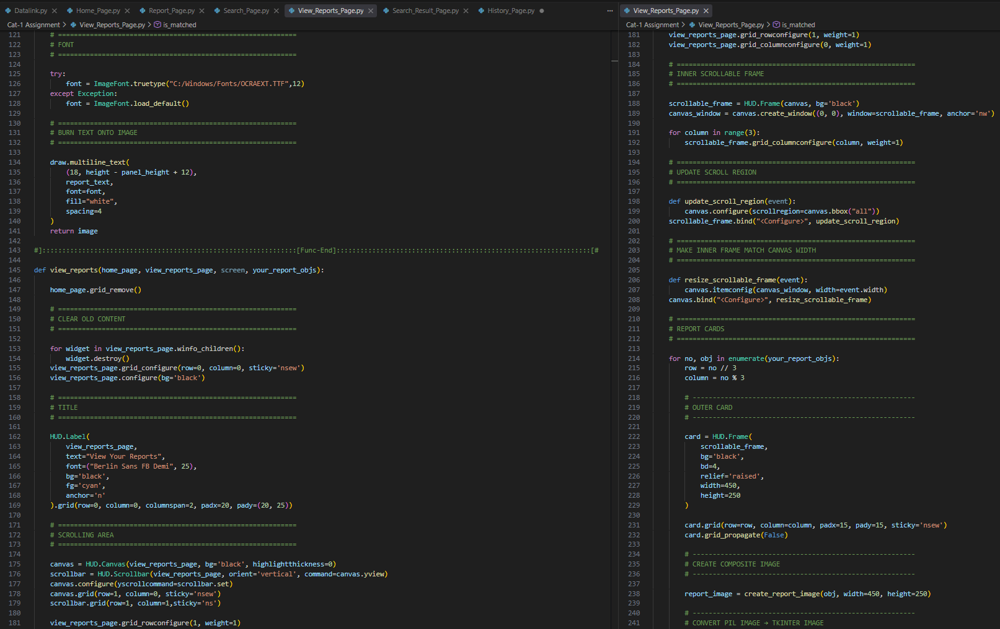 Datalink.py
Home_Page.py
Report_Page.py
Search_Page.py
View_Reports_Page.py
Search_Result_Page.py
History_Page.py
Cat-1 Assignment > View_Reports_Page.py > is_matched
121 # ============================================================
122 # FONT
123 # ============================================================
124
125 try:
126 font = ImageFont.truetype("C:/Windows/Fonts/OCRAEXT.TTF",12)
127 except Exception:
128 font = ImageFont.load_default()
129
130 # ============================================================
131 # BURN TEXT ONTO IMAGE
132 # ============================================================
133
134 draw.multiline_text(
135 (18, height - panel_height + 12),
136 report_text,
137 font=font,
138 fill="white",
139 spacing=4
140 )
141 return image
142
143 #]::::::::::::::::::::::::::::::::::::::::::::::::::::::::::::::::[Func-End]::::::::::::::::::::::::::::::::::::::::::::::::::::::::::::::::[#
144
145 def view_reports(home_page, view_reports_page, screen, your_report_objs):
146
147 home_page.grid_remove()
148
149 # ============================================================
150 # CLEAR OLD CONTENT
151 # ============================================================
152
153 for widget in view_reports_page.winfo_children():
154 widget.destroy()
155 view_reports_page.grid_configure(row=0, column=0, sticky='nsew')
156 view_reports_page.configure(bg='black')
157
158 # ============================================================
159 # TITLE
160 # ============================================================
161
162 HUD.Label(
163 view_reports_page,
164 text="View Your Reports",
165 font=("Berlin Sans FB Demi", 25),
166 bg='black',
167 fg='cyan',
168 anchor='n'
169 ).grid(row=0, column=0, columnspan=2, padx=20, pady=(20, 25))
170
171 # ============================================================
172 # SCROLLING AREA
173 # ============================================================
174
175 canvas = HUD.Canvas(view_reports_page, bg='black', highlightthickness=0)
176 scrollbar = HUD.Scrollbar(view_reports_page, orient='vertical', command=canvas.yview)
177 canvas.configure(yscrollcommand=scrollbar.set)
178 canvas.grid(row=1, column=0, sticky='nsew')
179 scrollbar.grid(row=1, column=1,sticky='ns')
180
181 view_reports_page.grid_rowconfigure(1, weight=1)
View_Reports_Page.py
Cat-1 Assignment > View_Reports_Page.py > is_matched
181 view_reports_page.grid_rowconfigure(1, weight=1)
182 view_reports_page.grid_columnconfigure(0, weight=1)
183
184 # ============================================================
185 # INNER SCROLLABLE FRAME
186 # ============================================================
187
188 scrollable_frame = HUD.Frame(canvas, bg='black')
189 canvas_window = canvas.create_window((0, 0), window=scrollable_frame, anchor='nw')
190
191 for column in range(3):
192 scrollable_frame.grid_columnconfigure(column, weight=1)
193
194 # ============================================================
195 # UPDATE SCROLL REGION
196 # ============================================================
197
198 def update_scroll_region(event):
199 canvas.configure(scrollregion=canvas.bbox("all"))
200 scrollable_frame.bind("<Configure>", update_scroll_region)
201
202 # ============================================================
203 # MAKE INNER FRAME MATCH CANVAS WIDTH
204 # ============================================================
205
206 def resize_scrollable_frame(event):
207 canvas.itemconfig(canvas_window, width=event.width)
208 canvas.bind("<Configure>", resize_scrollable_frame)
209
210 # ============================================================
211 # REPORT CARDS
212 # ============================================================
213
214 for no, obj in enumerate(your_report_objs):
215 row = no // 3
216 column = no % 3
217
218 # --------------------------------------------------------
219 # OUTER CARD
220 # --------------------------------------------------------
221
222 card = HUD.Frame(
223 scrollable_frame,
224 bg='black',
225 bd=4,
226 relief='raised',
227 width=450,
228 height=250
229 )
230
231 card.grid(row=row, column=column, padx=15, pady=15, sticky='nsew')
232 card.grid_propagate(False)
233
234 # --------------------------------------------------------
235 # CREATE COMPOSITE IMAGE
236 # --------------------------------------------------------
237
238 report_image = create_report_image(obj, width=450, height=250)
239
240 # --------------------------------------------------------
241 # CONVERT PIL IMAGE → TKINTER IMAGE